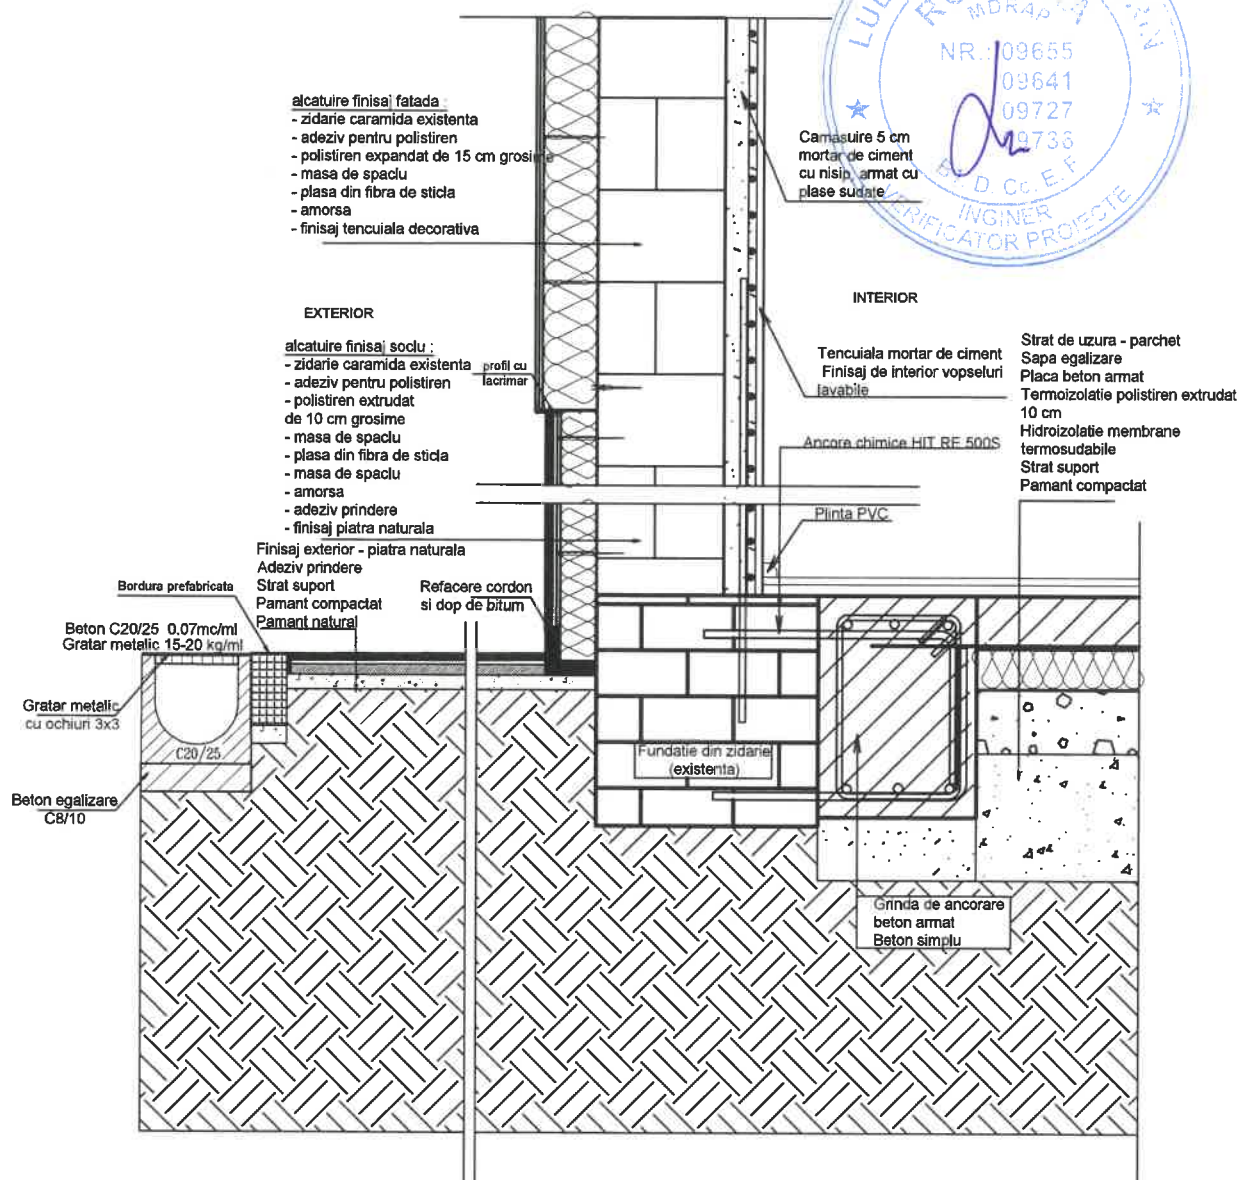 MDRAP
NR.: 09655
09641
09727
09736
INGINER
VERIFICATOR PROIECTE
alcatuire finisaj fatada :
- zidarie caramida existenta
- adeziv pentru polistiren
- polistiren expandat de 15 cm grosime
- masa de spaclu
- plasa din fibra de sticla
- amorsa
- finisaj tencuiala decorativa
Camasuire 5 cm
mortar de ciment
cu nisip, armat cu
plase sudate
EXTERIOR
INTERIOR
alcatuire finisaj soclu :
- zidarie caramida existenta
- adeziv pentru polistiren
- polistiren extrudat
de 10 cm grosime
- masa de spaclu
- plasa din fibra de sticla
- masa de spaclu
- amorsa
- adeziv prindere
- finisaj piatra naturala
profil cu
lacrimar
Tencuiala mortar de ciment
Finisaj de interior vopseluri
lavabile
Strat de uzura - parchet
Sapa egalizare
Placa beton armat
Termoizolatie polistiren extrudat
10 cm
Hidroizolatie membrane
termosudabile
Strat suport
Pamant compactat
Ancore chimice HIT RE 500S
Plinta PVC
Finisaj exterior - piatra naturala
Adeziv prindere
Strat suport
Pamant compactat
Pamant natural
Bordura prefabricata
Refacere cordon
si dop de bitum
Beton C20/25 0.07mc/ml
Gratar metalic 15-20 kg/ml
Gratar metalic
cu ochiuri 3x3
C20/25
Fundatie din zidarie
(existenta)
Beton egalizare
C8/10
Grinda de ancorare
beton armat
Beton simplu